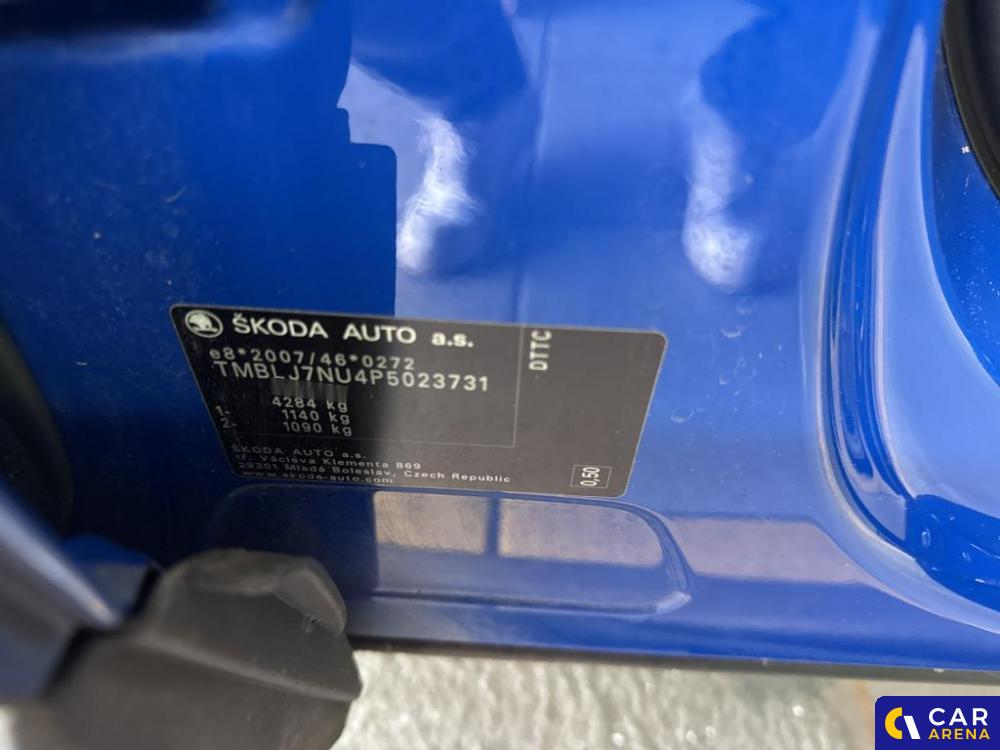 ŠKODA AUTO a.s.
e8*2007/46*0272
TMBLJ7NU4P5023731
4284 kg
1- 1140 kg
2- 1090 kg
DTTC
ŠKODA AUTO a.s.
tř. Václava Klementa 869
29301 Mladá Boleslav, Czech Republic
www.skoda-auto.com
0,50
CAR
ARENA